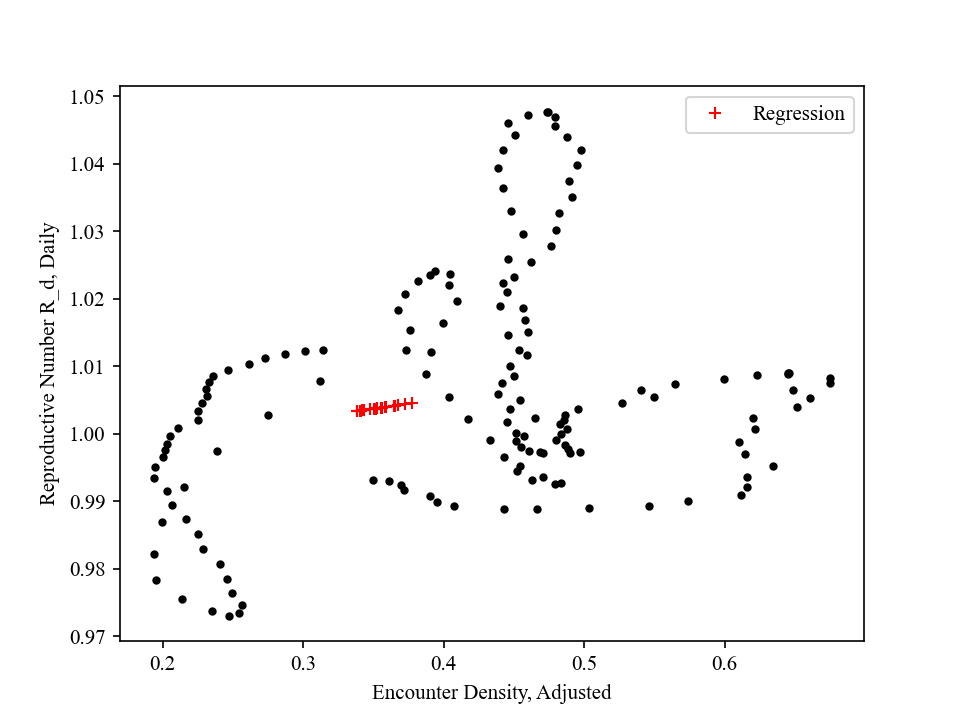 Regression
1.05
1.04
1.03
1.02
1.01
1.00
0.99
0.98
0.97
Reproductive Number R_d, Daily
0.2 0.3 0.4 0.5 0.6
Encounter Density, Adjusted